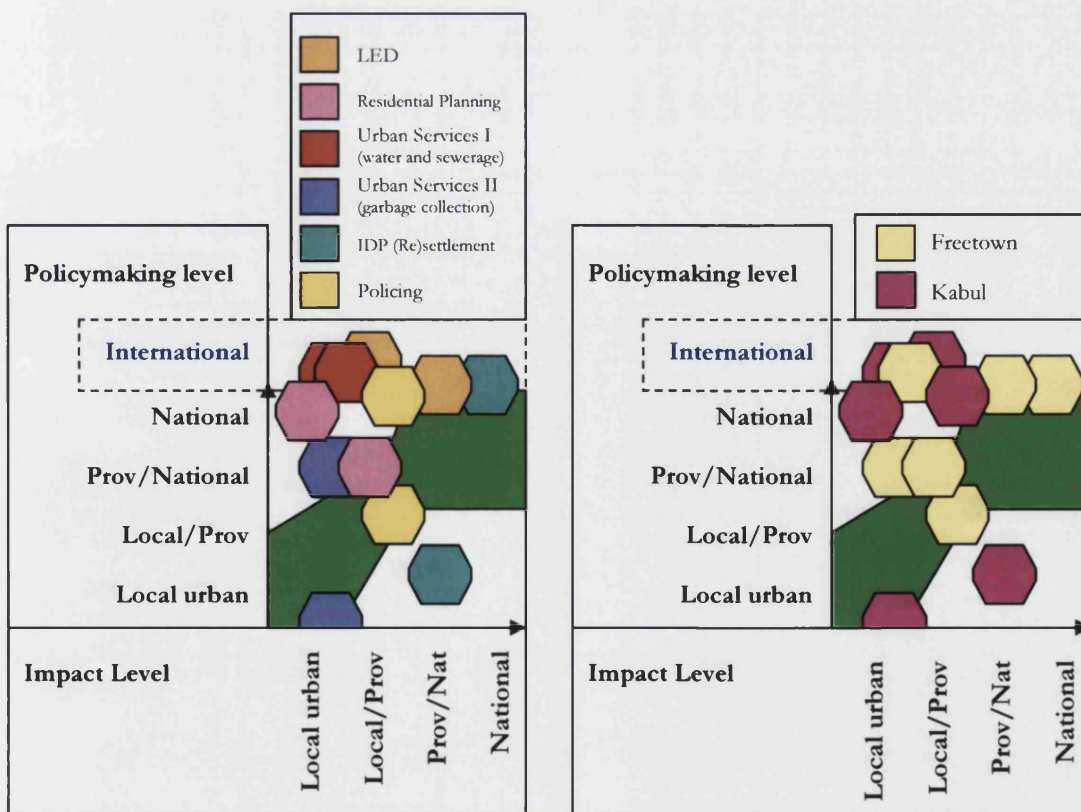 LED
Residential Planning
Urban Services I
(water and sewerage)
Urban Services II
(garbage collection)
IDP (Re)settlement
Policing
Policymaking level
International
National
Prov/National
Local/Prov
Local urban
Impact Level
Local urban
Local/Prov
Prov/Nat
National
Freetown
Kabul
Policymaking level
International
National
Prov/National
Local/Prov
Local urban
Impact Level
Local urban
Local/Prov
Prov/Nat
National